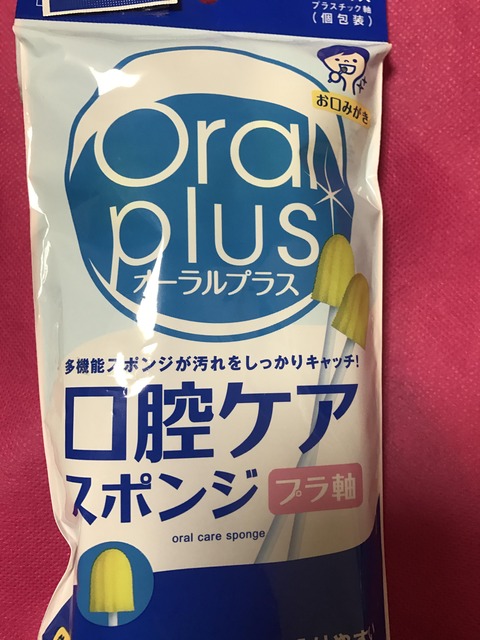 プラスチック軸
(個包装)
お口みがき
Oral
plus
オーラルプラス
多機能スポンジが汚れをしっかりキャッチ!
口腔ケア
スポンジ プラ軸
oral care sponge